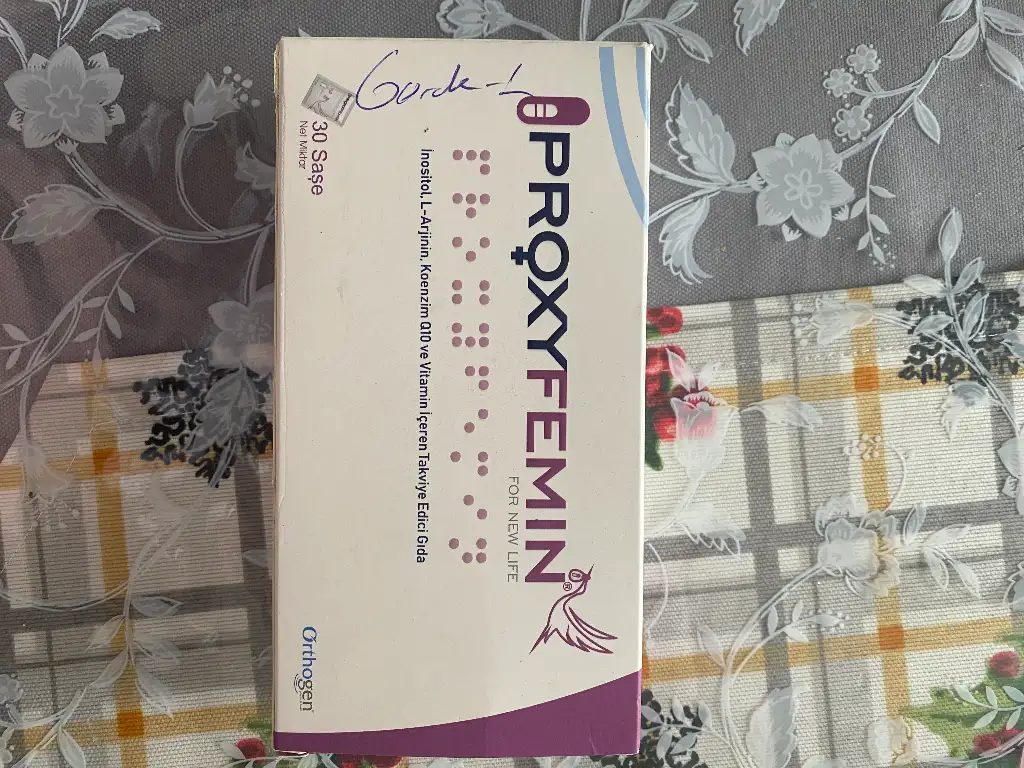 PROXYFEMIN®
FOR NEW LIFE
İnositol, L-Arjinin, Koenzim Q10 ve Vitamin İçeren Takviye Edici Gıda
30 Saşe
Net Miktar
Orthogen